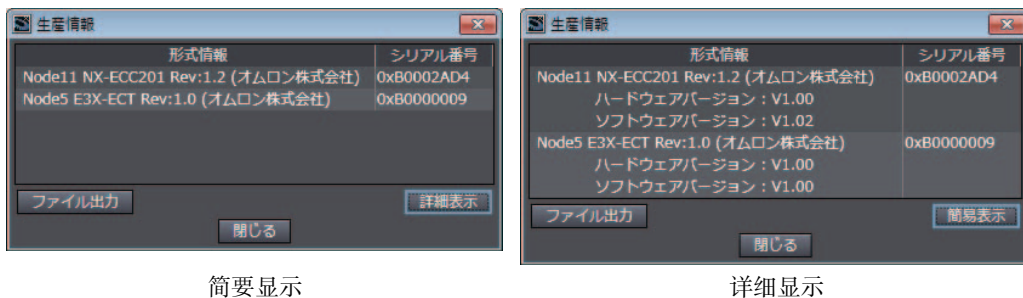 生産情報
形式情報 シリアル番号
Node11 NX-ECC201 Rev:1.2 (オムロン株式会社) 0xB0002AD4
Node5 E3X-ECT Rev:1.0 (オムロン株式会社) 0xB0000009
ファイル出力 詳細表示
閉じる
简要显示
生産情報
形式情報 シリアル番号
Node11 NX-ECC201 Rev:1.2 (オムロン株式会社) 0xB0002AD4
ハードウェアバージョン：V1.00
ソフトウェアバージョン：V1.02
Node5 E3X-ECT Rev:1.0 (オムロン株式会社) 0xB0000009
ハードウェアバージョン：V1.00
ソフトウェアバージョン：V1.00
ファイル出力 簡易表示
閉じる
详细显示